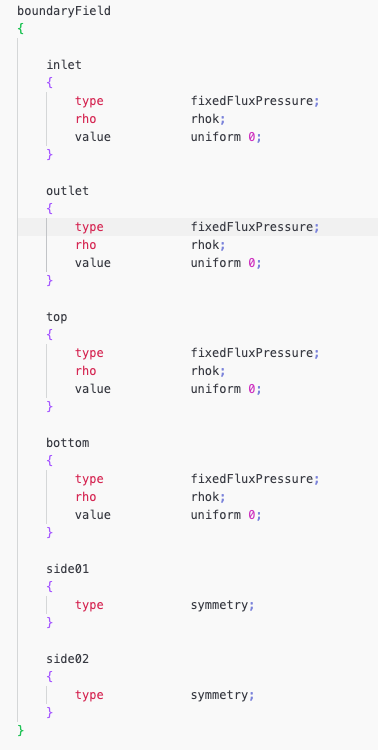 boundaryField
{
inlet
{
type fixedFluxPressure;
rho rhok;
value uniform 0;
}
outlet
{
type fixedFluxPressure;
rho rhok;
value uniform 0;
}
top
{
type fixedFluxPressure;
rho rhok;
value uniform 0;
}
bottom
{
type fixedFluxPressure;
rho rhok;
value uniform 0;
}
side01
{
type symmetry;
}
side02
{
type symmetry;
}
}